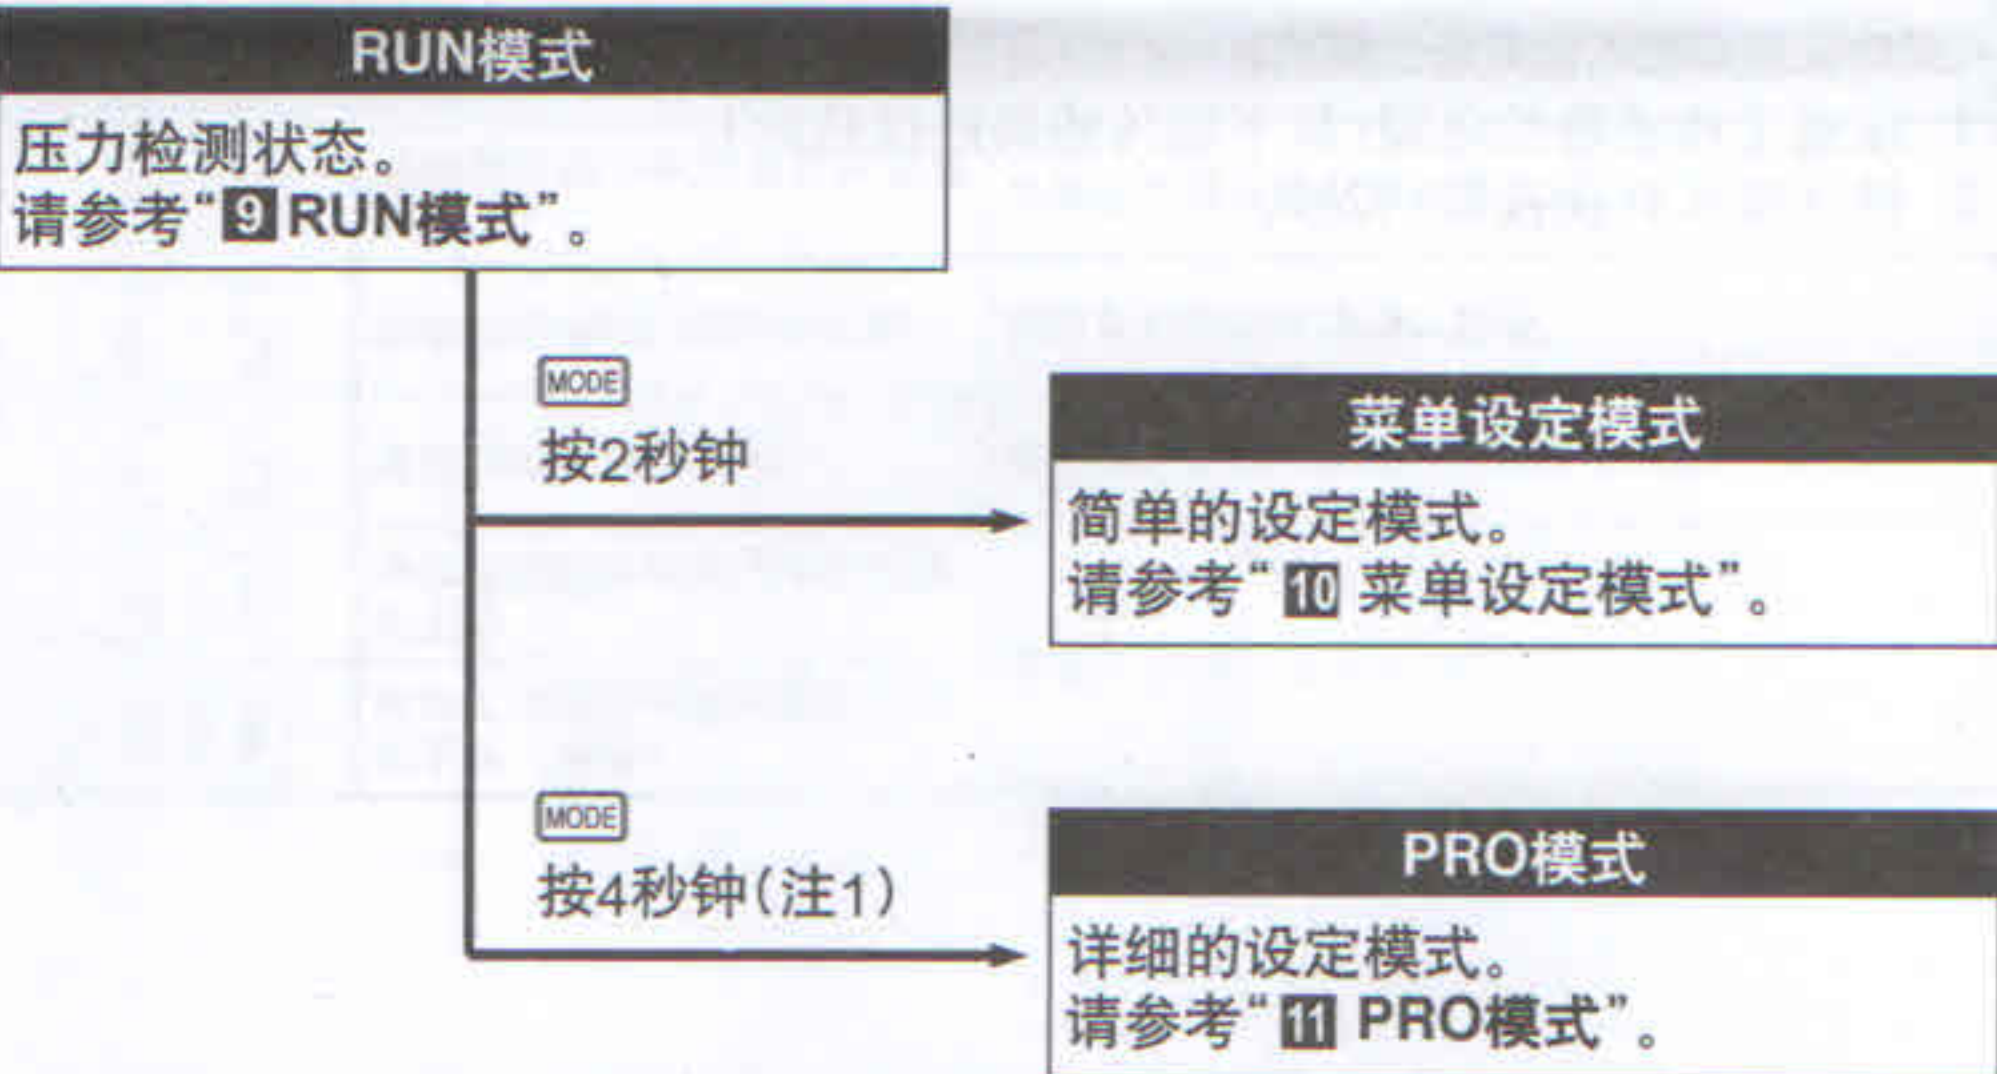 RUN模式
压力检测状态。
请参考“9 RUN模式”。
MODE
按2秒钟
菜单设定模式
简单的设定模式。
请参考“10 菜单设定模式”。
MODE
按4秒钟(注1)
PRO模式
详细的设定模式。
请参考“11 PRO模式”。